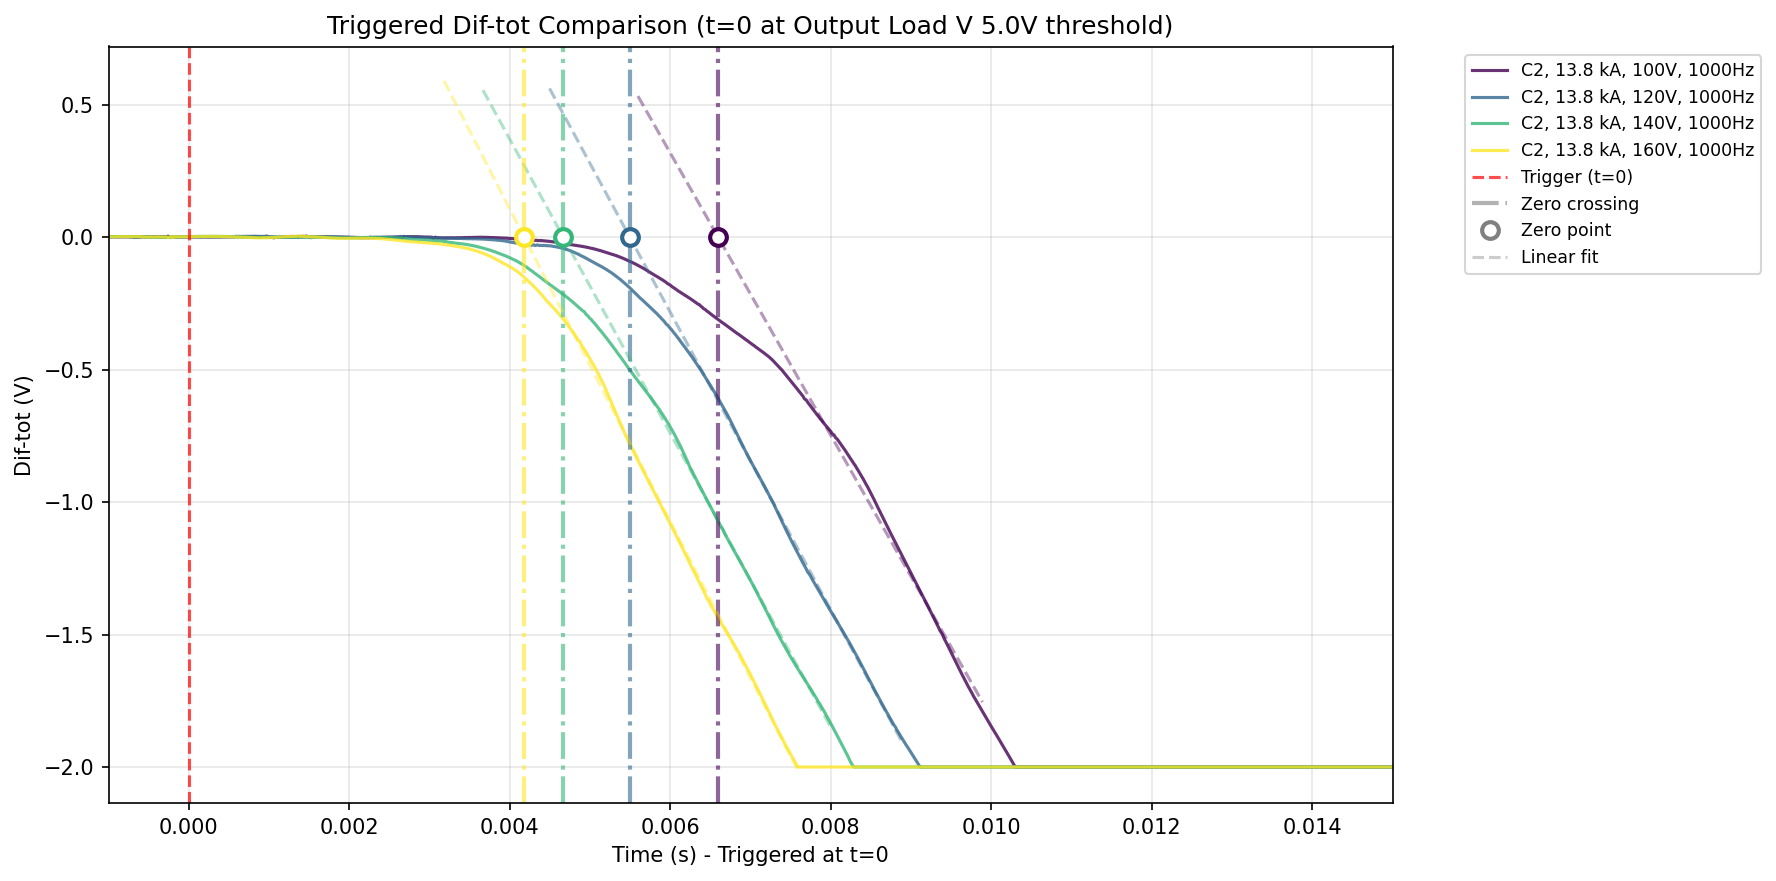 Triggered Dif-tot Comparison (t=0 at Output Load V 5.0V threshold)
C2, 13.8 kA, 100V, 1000Hz
C2, 13.8 kA, 120V, 1000Hz
C2, 13.8 kA, 140V, 1000Hz
C2, 13.8 kA, 160V, 1000Hz
Trigger (t=0)
Zero crossing
Zero point
Linear fit
Dif-tot (V)
0.5
0.0
−0.5
−1.0
−1.5
−2.0
0.000 0.002 0.004 0.006 0.008 0.010 0.012 0.014
Time (s) - Triggered at t=0